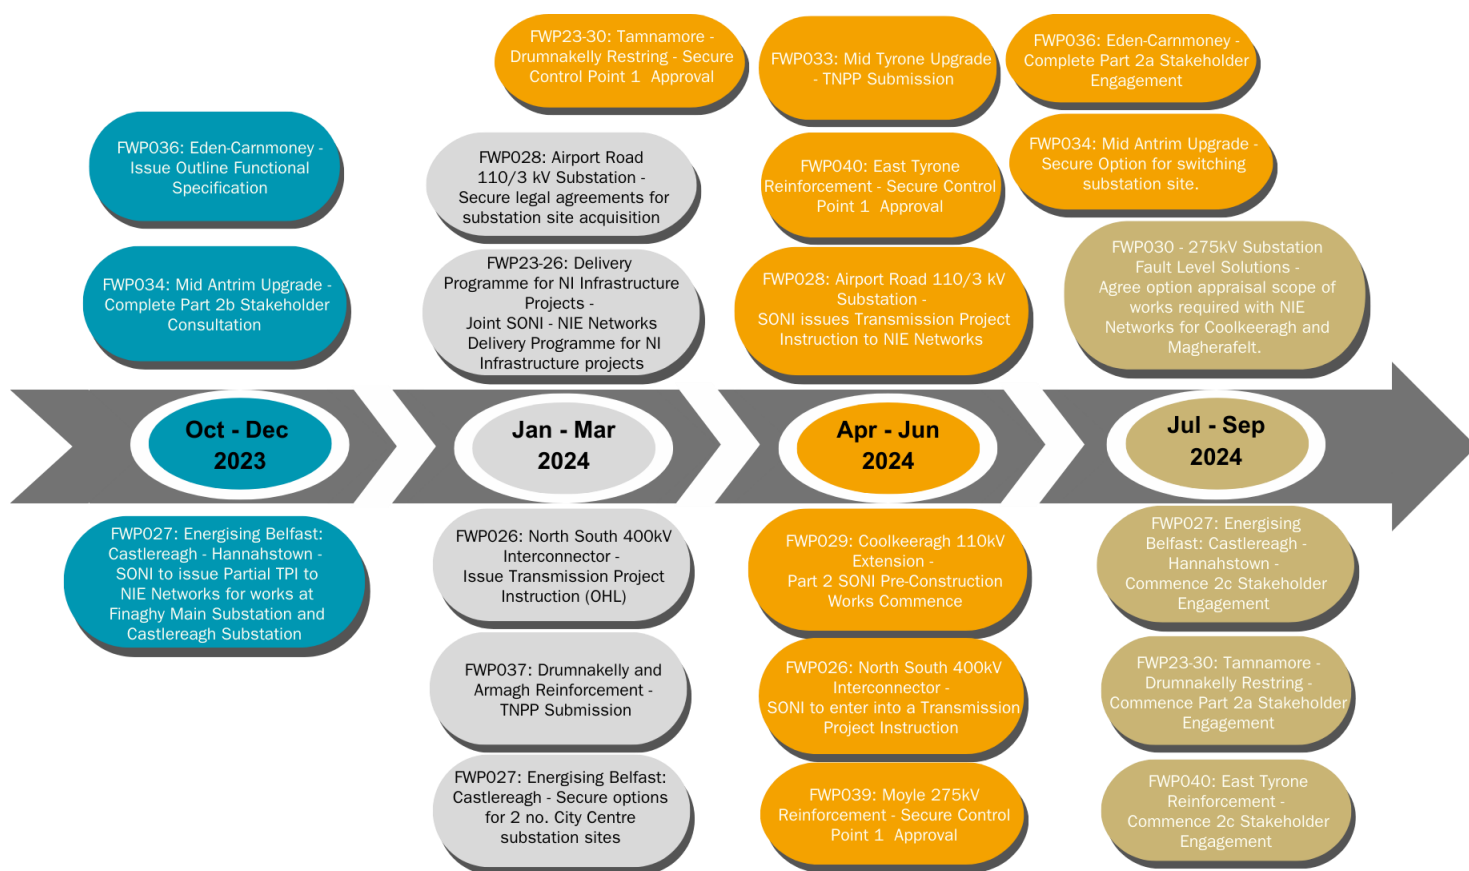 FWP23-30: Tamnamore -
Drumnakelly Restring - Secure
Control Point 1 Approval
FWP033: Mid Tyrone Upgrade
- TNPP Submission
FWP036: Eden-Carnmoney -
Complete Part 2a Stakeholder
Engagement
FWP036: Eden-Carnmoney -
Issue Outline Functional
Specification
FWP028: Airport Road
110/3 kV Substation -
Secure legal agreements for
substation site acquisition
FWP040: East Tyrone
Reinforcement - Secure Control
Point 1 Approval
FWP034: Mid Antrim Upgrade -
Secure Option for switching
substation site.
FWP034: Mid Antrim Upgrade -
Complete Part 2b Stakeholder
Consultation
FWP23-26: Delivery
Programme for NI Infrastructure
Projects -
Joint SONI - NIE Networks
Delivery Programme for NI
Infrastructure projects
FWP028: Airport Road 110/3 kV
Substation -
SONI issues Transmission Project
Instruction to NIE Networks
FWP030 - 275kV Substation
Fault Level Solutions -
Agree option appraisal scope of
works required with NIE
Networks for Coolkeeragh and
Magherafelt.
Oct - Dec
2023
Jan - Mar
2024
Apr - Jun
2024
Jul - Sep
2024
FWP027: Energising Belfast:
Castlereagh - Hannahstown -
SONI to issue Partial TPI to
NIE Networks for works at
Finaghy Main Substation and
Castlereagh Substation
FWP026: North South 400kV
Interconnector -
Issue Transmission Project
Instruction (OHL)
FWP029: Coolkeeragh 110kV
Extension -
Part 2 SONI Pre-Construction
Works Commence
FWP027: Energising
Belfast: Castlereagh -
Hannahstown -
Commence 2c Stakeholder
Engagement
FWP037: Drumnakelly and
Armagh Reinforcement -
TNPP Submission
FWP026: North South 400kV
Interconnector -
SONI to enter into a Transmission
Project Instruction
FWP23-30: Tamnamore -
Drumnakelly Restring -
Commence Part 2a Stakeholder
Engagement
FWP027: Energising Belfast:
Castlereagh - Secure options
for 2 no. City Centre
substation sites
FWP039: Moyle 275kV
Reinforcement - Secure Control
Point 1 Approval
FWP040: East Tyrone
Reinforcement -
Commence 2c Stakeholder
Engagement